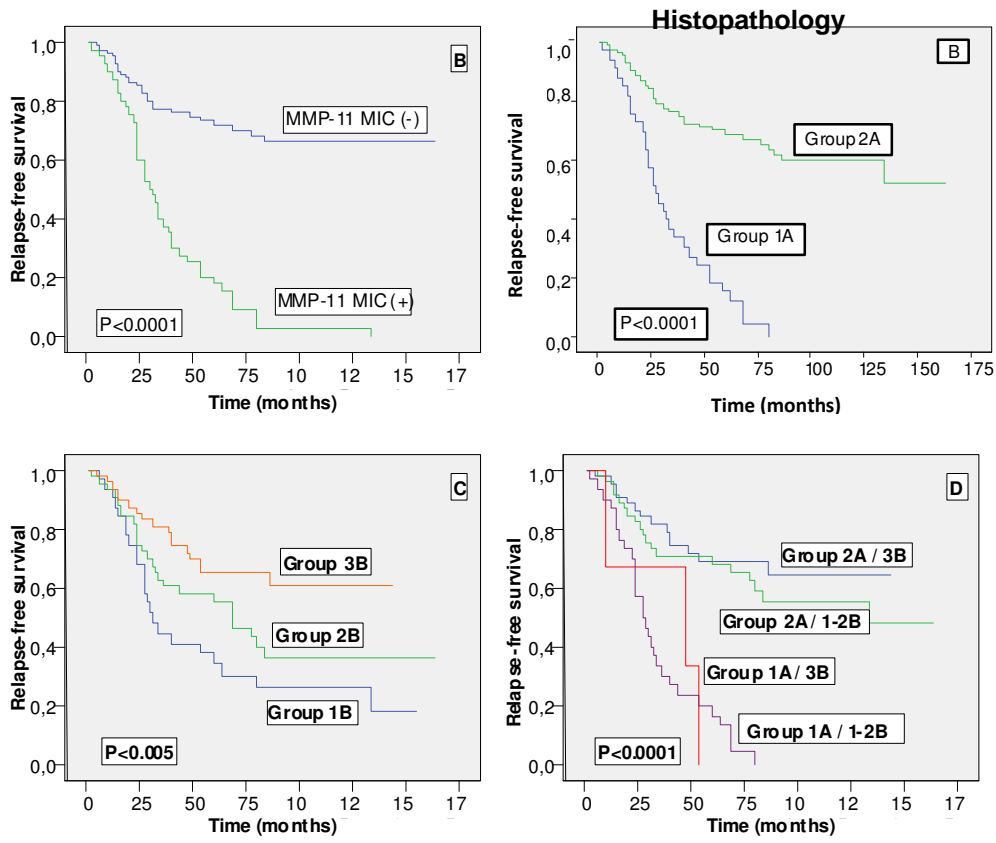 Histopathology
B
1,0
0,8
0,6
0,4
0,2
0,0
Relapse-free survival
MMP-11 MIC (-)
MMP-11 MIC (+)
P<0.0001
0 25 50 75 10 12 15 17
Time (months)
B
1,0
0,8
0,6
0,4
0,2
0,0
Relapse-free survival
Group 2A
Group 1A
P<0.0001
0 25 50 75 100 125 150 175
Time (months)
C
1,0
0,8
0,6
0,4
0,2
0,0
Relapse-free survival
Group 3B
Group 2B
Group 1B
P<0.005
0 25 50 75 10 12 15 17
Time (months)
D
1,0
0,8
0,6
0,4
0,2
0,0
Relapse-free survival
Group 2A / 3B
Group 2A / 1-2B
Group 1A / 3B
Group 1A / 1-2B
P<0.0001
0 25 50 75 10 12 15 17
Time (months)